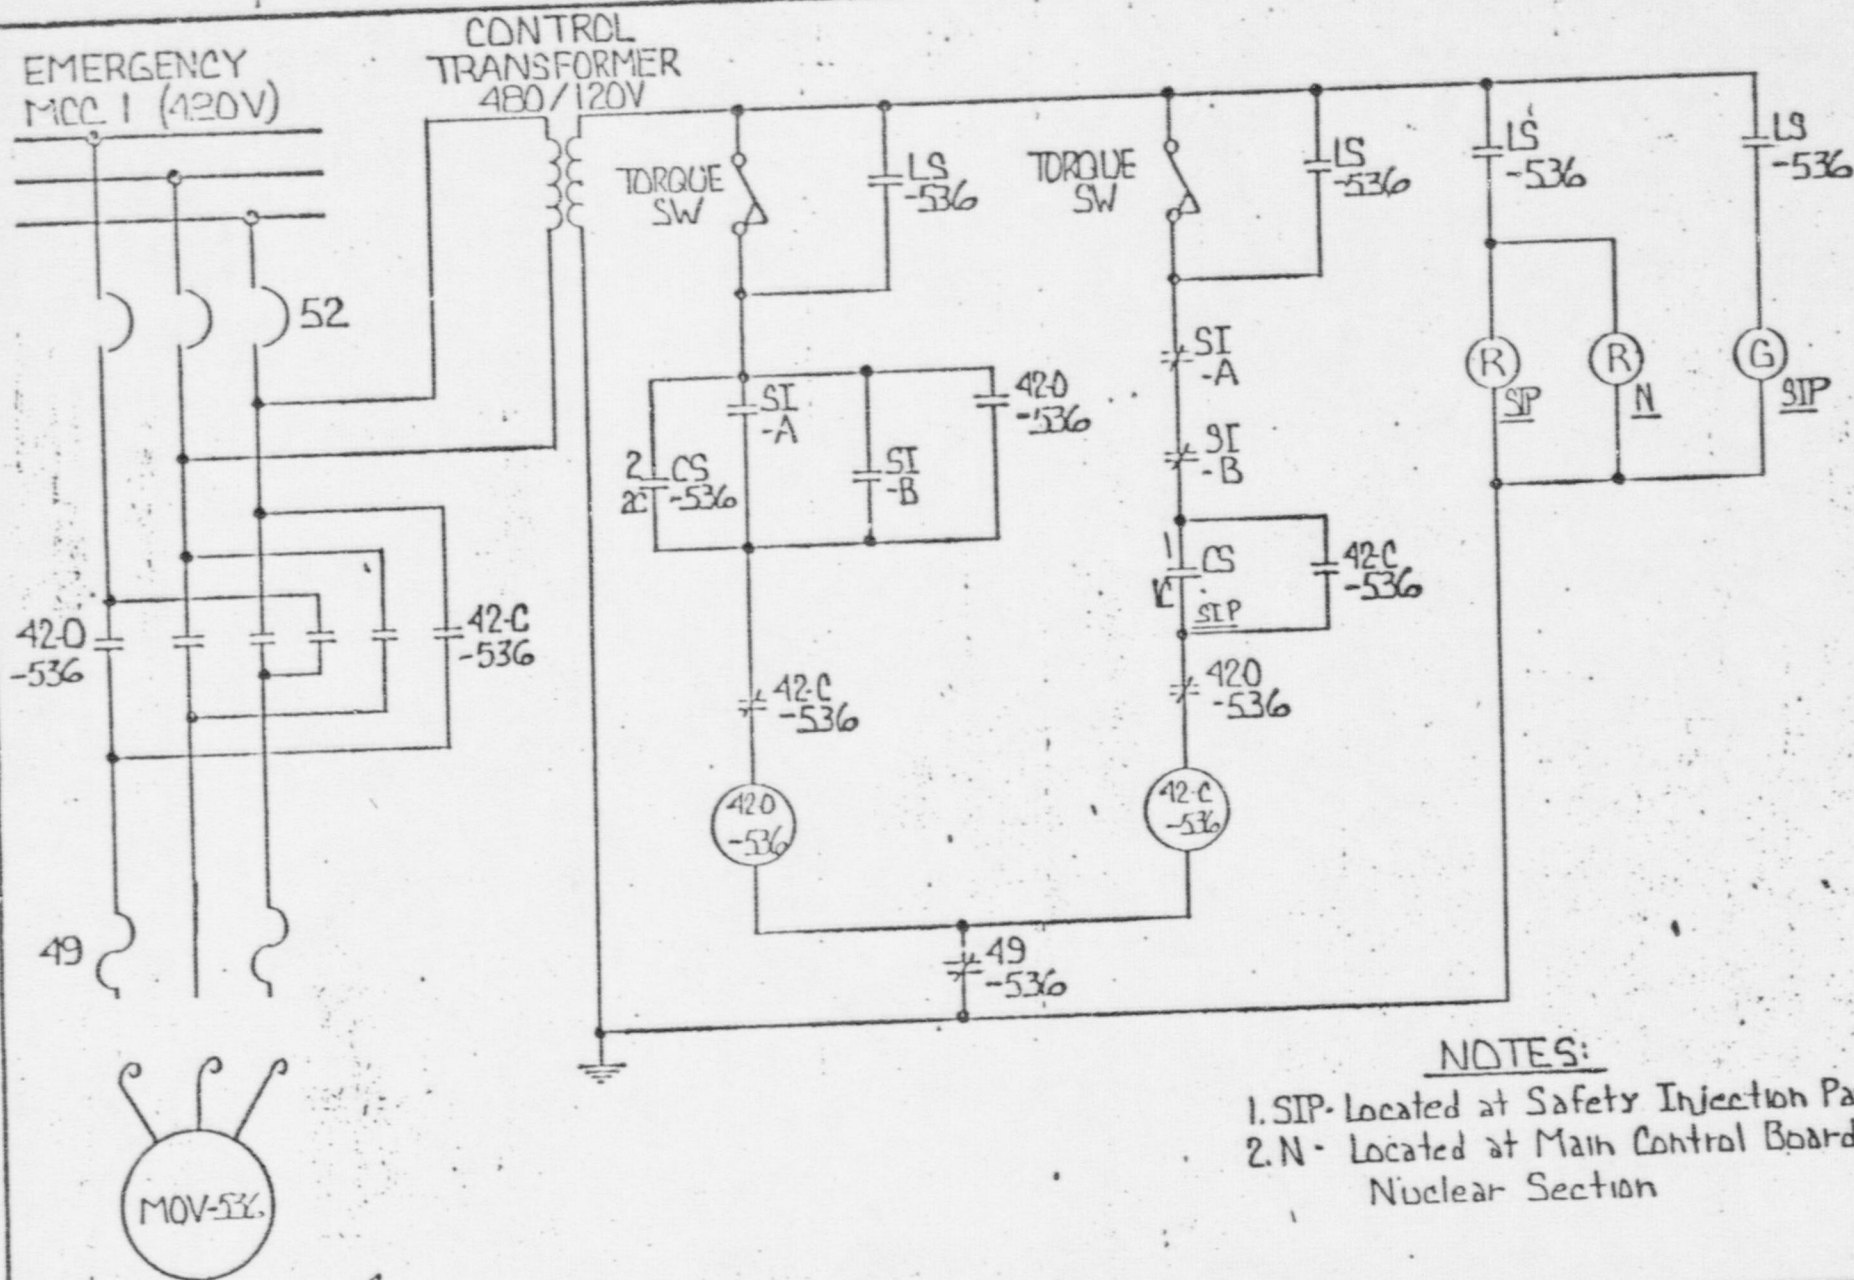 EMERGENCY
MCC 1 (420V)
CONTROL
TRANSFORMER
480/120V
TORQUE
SW
LS
-536
TORQUE
SW
LS
-536
LS
-536
LS
-536
52
SI
-A
42-O
-536
2
2C
CS
-536
SI
-B
SI
-A
SI
-B
R
SIP
R
N
G
SIP
1
1C
CS
SIP
42-C
-536
42-O
-536
42-C
-536
42-C
-536
42O
-536
42-O
-536
42-C
-536
49
49
-536
MOV-536
NOTES:
1. SIP- Located at Safety Injection
2. N - Located at Main Control Board
Nuclear Section